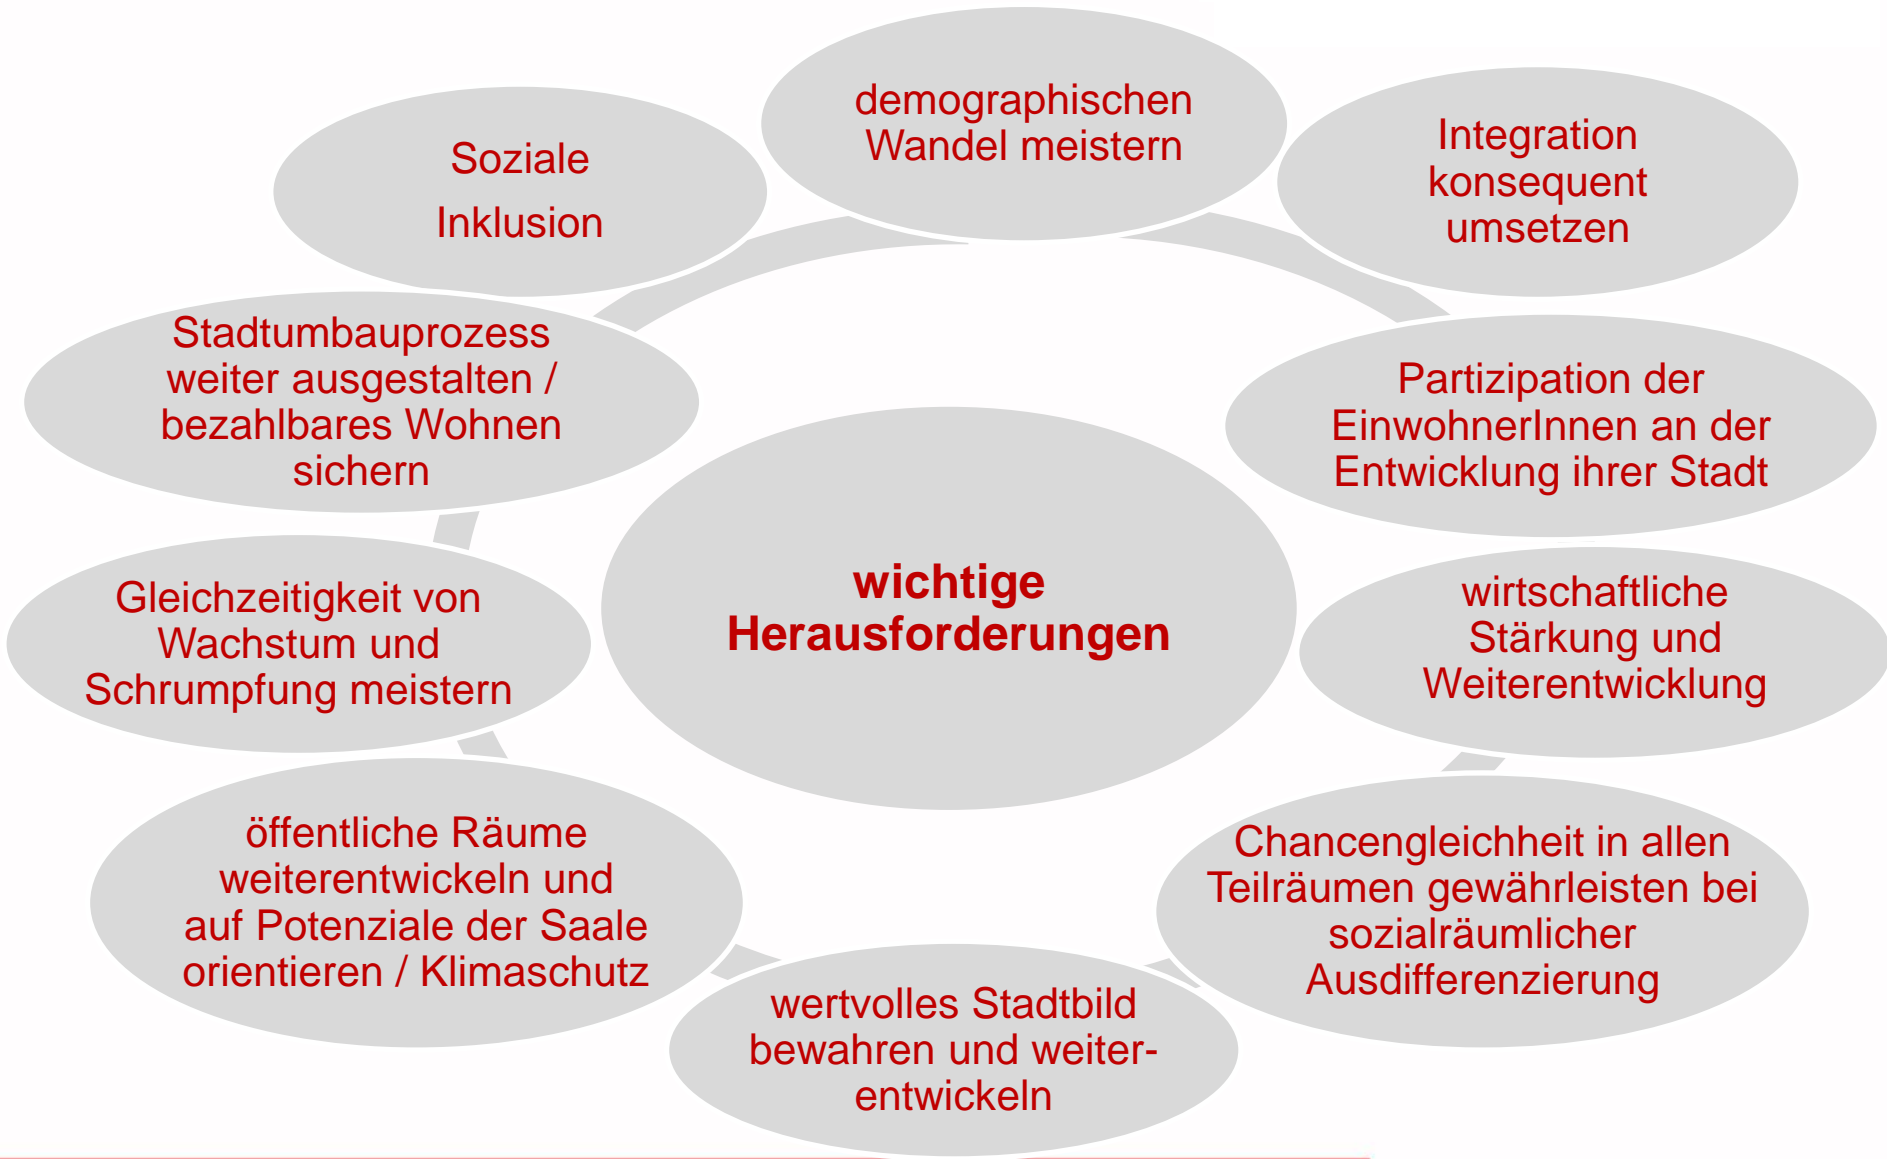 demographischen
Wandel meistern
Integration
konsequent
umsetzen
Partizipation der
EinwohnerInnen an der
Entwicklung ihrer Stadt
wirtschaftliche
Stärkung und
Weiterentwicklung
Chancengleichheit in allen
Teilräumen gewährleisten bei
sozialräumlicher
Ausdifferenzierung
wertvolles Stadtbild
bewahren und weiter-
entwickeln
öffentliche Räume
weiterentwickeln und
auf Potenziale der Saale
orientieren / Klimaschutz
Gleichzeitigkeit von
Wachstum und
Schrumpfung meistern
Stadtumbauprozess
weiter ausgestalten /
bezahlbares Wohnen
sichern
Soziale
Inklusion
wichtige
Herausforderungen